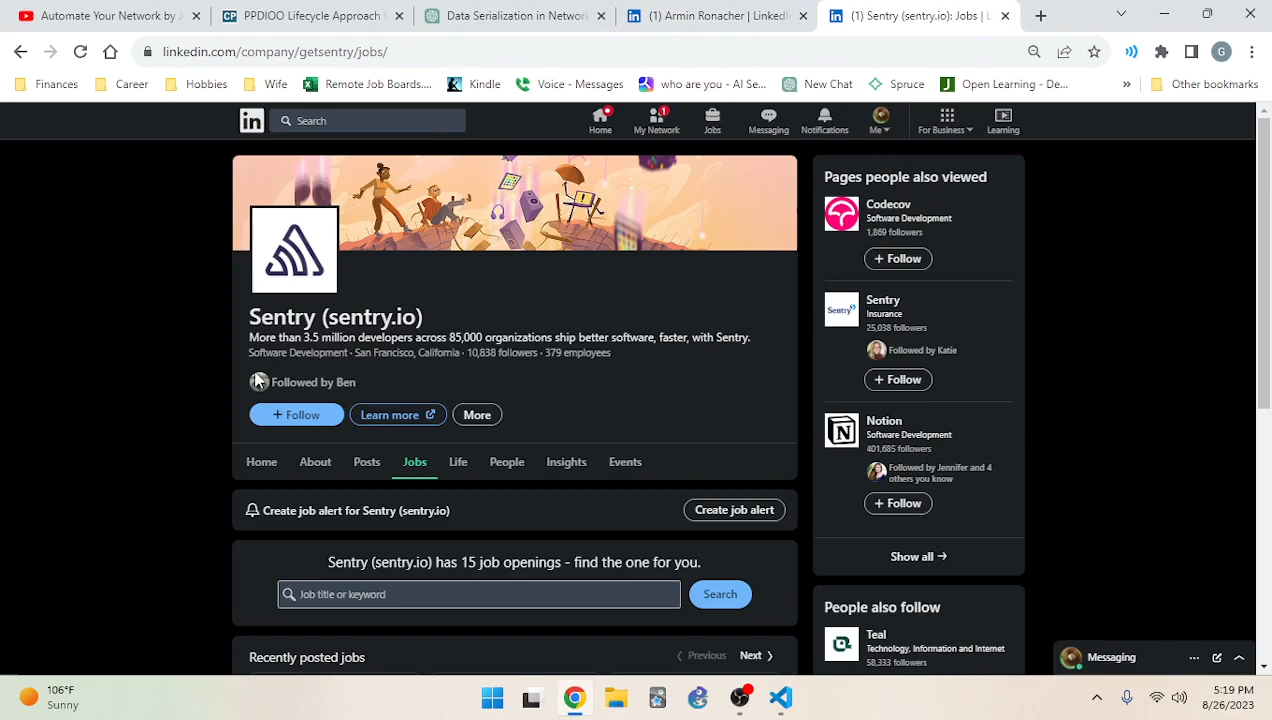 Automate Your Network by J
PPDIOO Lifecycle Approach t
Data Serialization in Network
(1) Armin Ronacher | LinkedIn
(1) Sentry (sentry.io): Jobs | L
linkedin.com/company/getsentry/jobs/
G
Finances
Career
Hobbies
Wife
Remote Job Boards....
Kindle
Voice - Messages
who are you - AI Se...
New Chat
Spruce
Open Learning - De...
»
Other bookmarks
in
Search
Home
1
My Network
Jobs
Messaging
Notifications
Me
For Business
Learning
Sentry (sentry.io)
More than 3.5 million developers across 85,000 organizations ship better software, faster, with Sentry.
Software Development · San Francisco, California · 10,838 followers · 379 employees
Followed by Ben
+ Follow
Learn more
More
Home
About
Posts
Jobs
Life
People
Insights
Events
Create job alert for Sentry (sentry.io)
Create job alert
Sentry (sentry.io) has 15 job openings - find the one for you.
Job title or keyword
Search
Recently posted jobs
Previous
Next
Pages people also viewed
Codecov
Software Development
1,869 followers
+ Follow
Sentry
Sentry
Insurance
25,038 followers
Followed by Katie
+ Follow
Notion
Software Development
401,685 followers
Followed by Jennifer and 4
others you know
+ Follow
Show all
People also follow
Teal
Technology, Information and Internet
58,333 followers
Messaging
106°F
Sunny
5:19 PM
8/26/2023